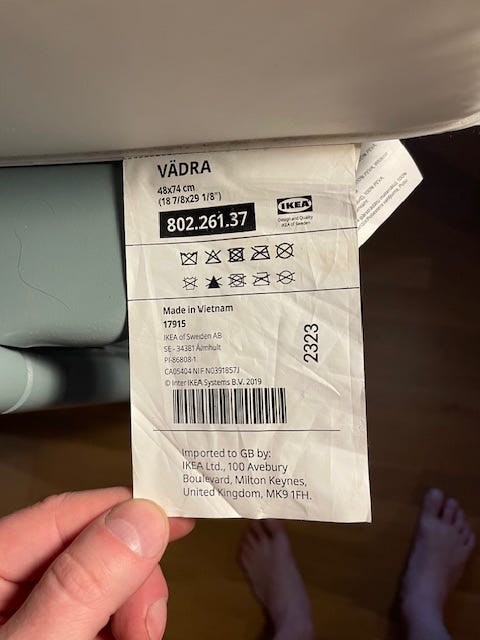 VÄDRA
48x74 cm
(18 7/8x29 1/8")
802.261.37
IKEA
Design and Quality
IKEA of Sweden
Made in Vietnam
17915
IKEA of Sweden AB
SE - 34381 Älmhult
PI-86808-1
CA05404 NIF N0391857J
© Inter IKEA Systems B.V. 2019
2323
Imported to GB by:
IKEA Ltd., 100 Avebury
Boulevard, Milton Keynes,
United Kingdom, MK9 1FH.
100% PEVA